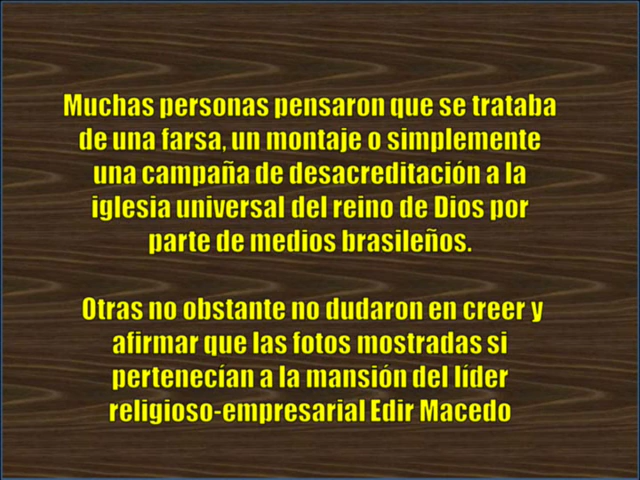 Muchas personas pensaron que se trataba
de una farsa, un montaje o simplemente
una campaña de desacreditación a la
iglesia universal del reino de Dios por
parte de medios brasileños.
Otras no obstante no dudaron en creer y
afirmar que las fotos mostradas si
pertenecían a la mansión del líder
religioso-empresarial Edir Macedo